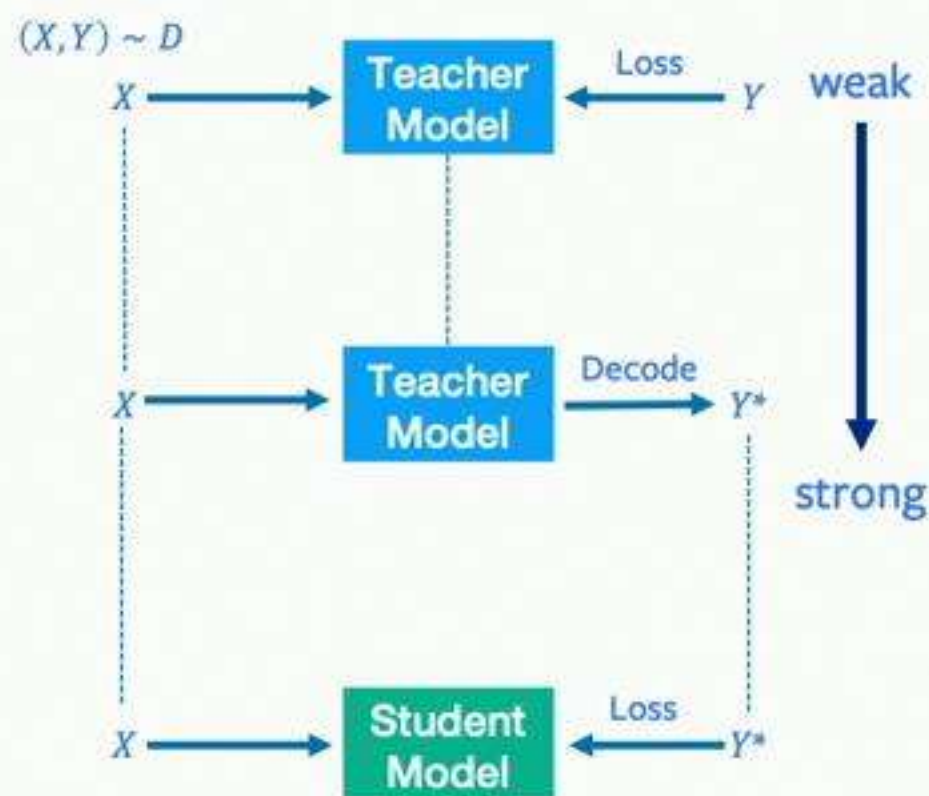 (X,Y) ~ D
X
Teacher
Model
Loss
Y
weak
X
Teacher
Model
Decode
Y*
strong
X
Student
Model
Loss
Y*